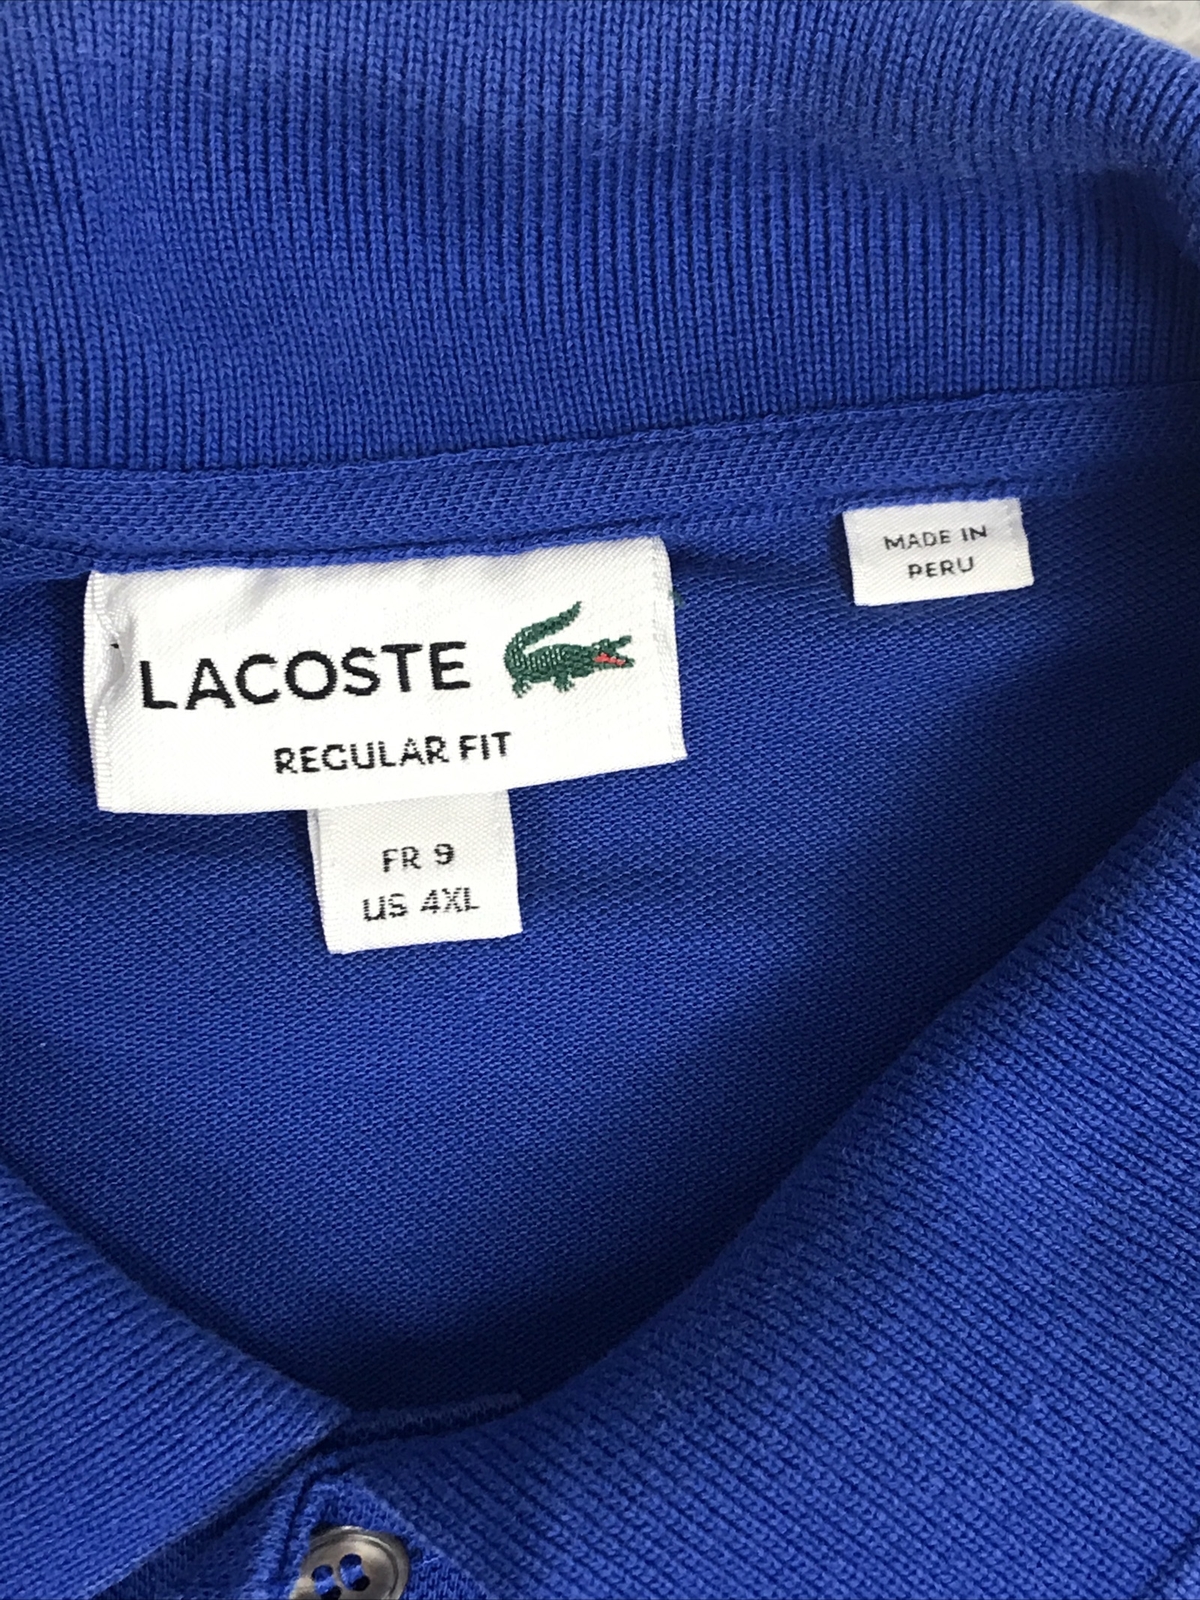 LACOSTE
REGULAR FIT
FR 9
US 4XL
MADE IN
PERU